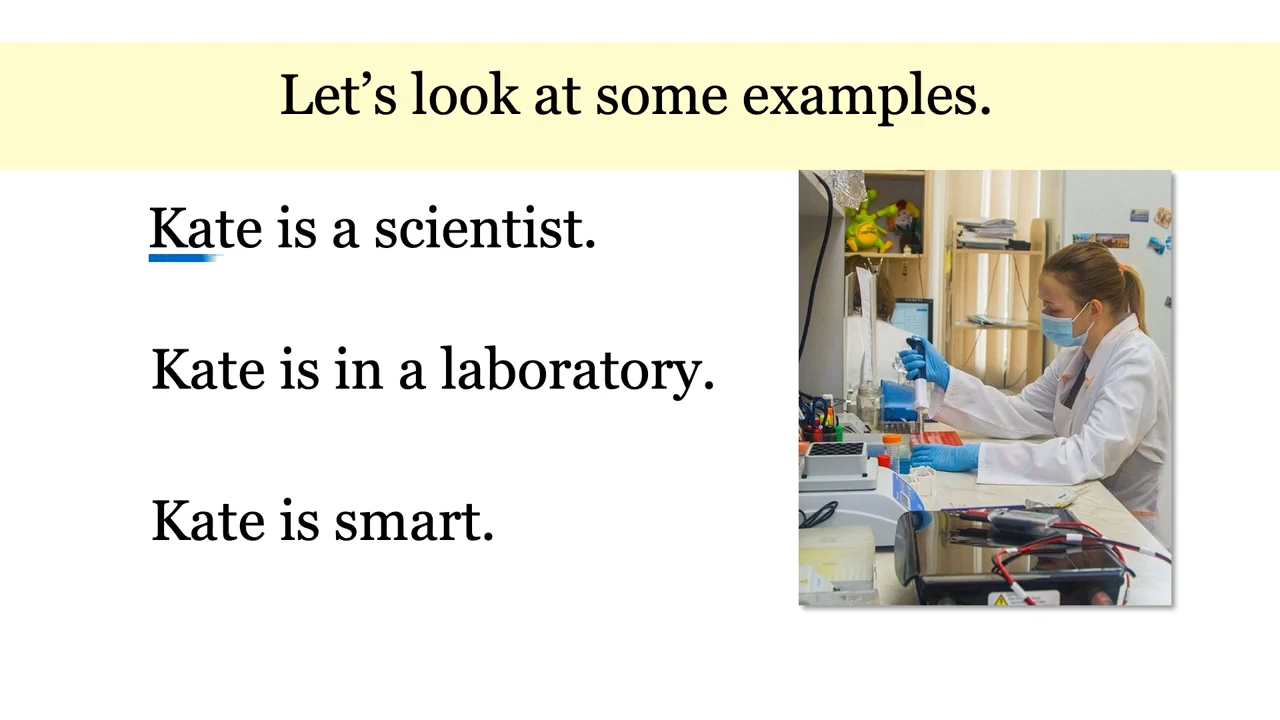 Let’s look at some examples.
Kate is a scientist.
Kate is in a laboratory.
Kate is smart.